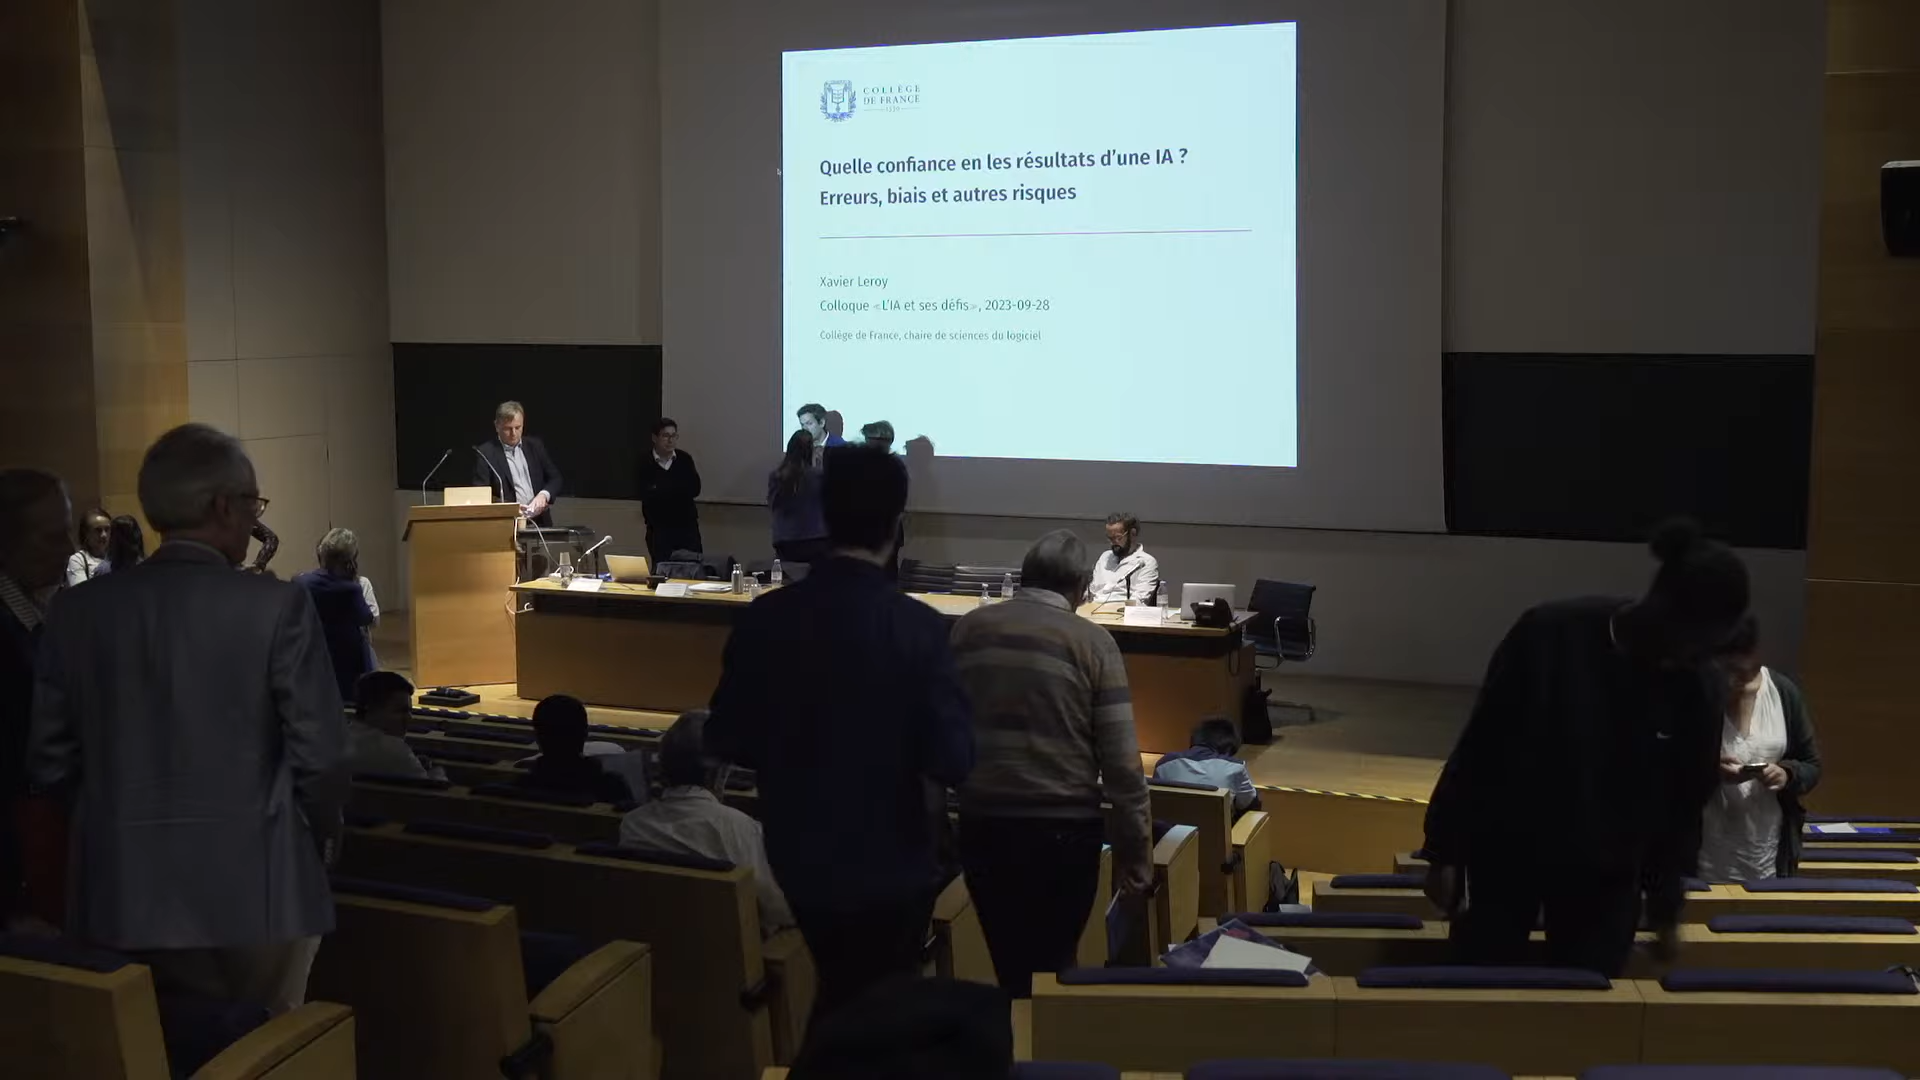 COLLÈGE
DE FRANCE
1530
Quelle confiance en les résultats d'une IA ?
Erreurs, biais et autres risques
Xavier Leroy
Colloque «L'IA et ses défis», 2023-09-28
Collège de France, chaire de sciences du logiciel